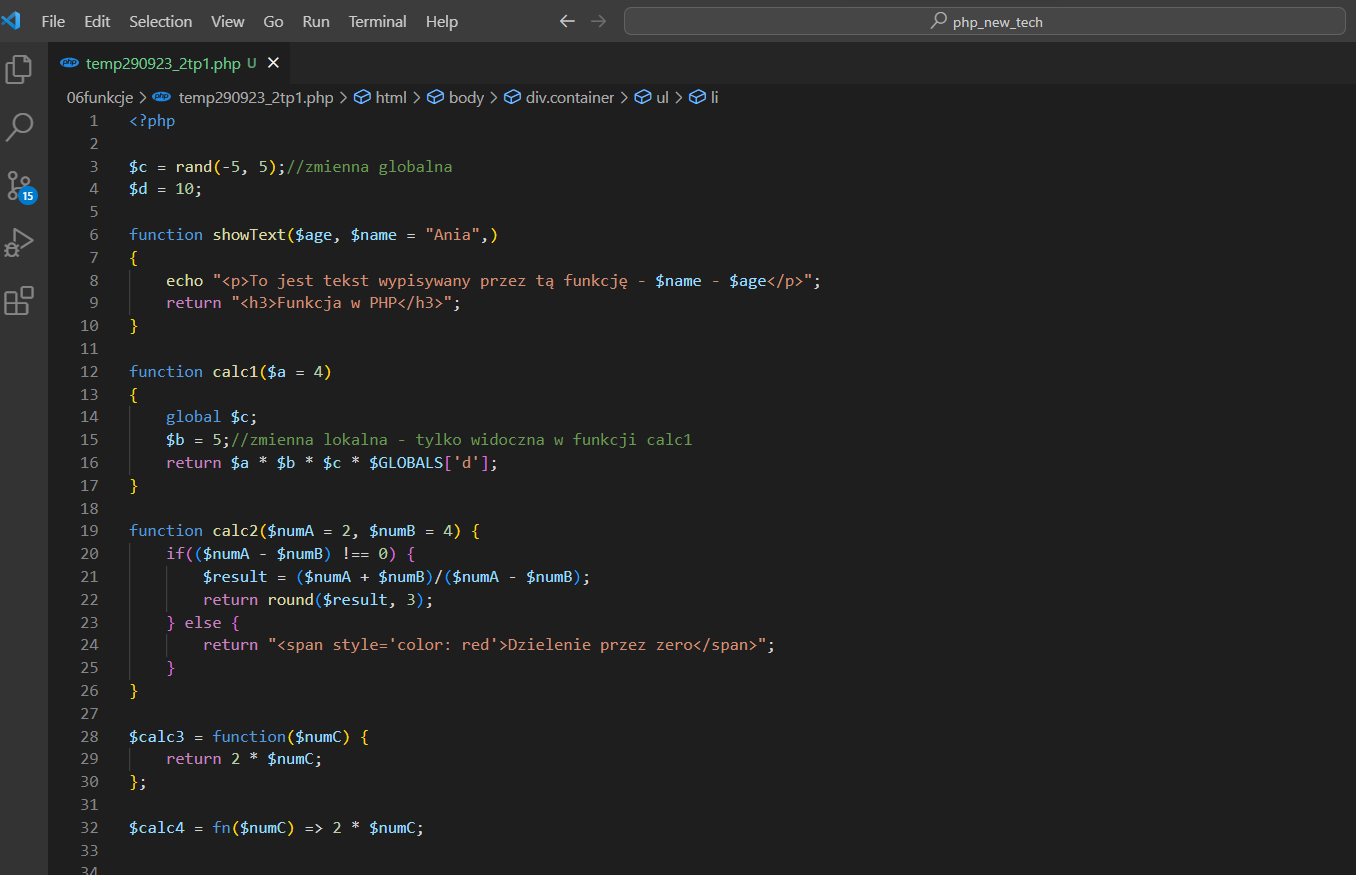 File Edit Selection View Go Run Terminal Help php_new_tech
php temp290923_2tp1.php U
06funkcje > php temp290923_2tp1.php > html > body > div.container > ul > li
1 <?php
2
3 $c = rand(-5, 5);//zmienna globalna
4 $d = 10;
5
6 function showText($age, $name = "Ania",)
7 {
8 echo "<p>To jest tekst wypisywany przez tą funkcję - $name - $age</p>";
9 return "<h3>Funkcja w PHP</h3>";
10 }
11
12 function calc1($a = 4)
13 {
14 global $c;
15 $b = 5;//zmienna lokalna - tylko widoczna w funkcji calc1
16 return $a * $b * $c * $GLOBALS['d'];
17 }
18
19 function calc2($numA = 2, $numB = 4) {
20 if(($numA - $numB) !== 0) {
21 $result = ($numA + $numB)/($numA - $numB);
22 return round($result, 3);
23 } else {
24 return "<span style='color: red'>Dzielenie przez zero</span>";
25 }
26 }
27
28 $calc3 = function($numC) {
29 return 2 * $numC;
30 };
31
32 $calc4 = fn($numC) => 2 * $numC;
33
34
15